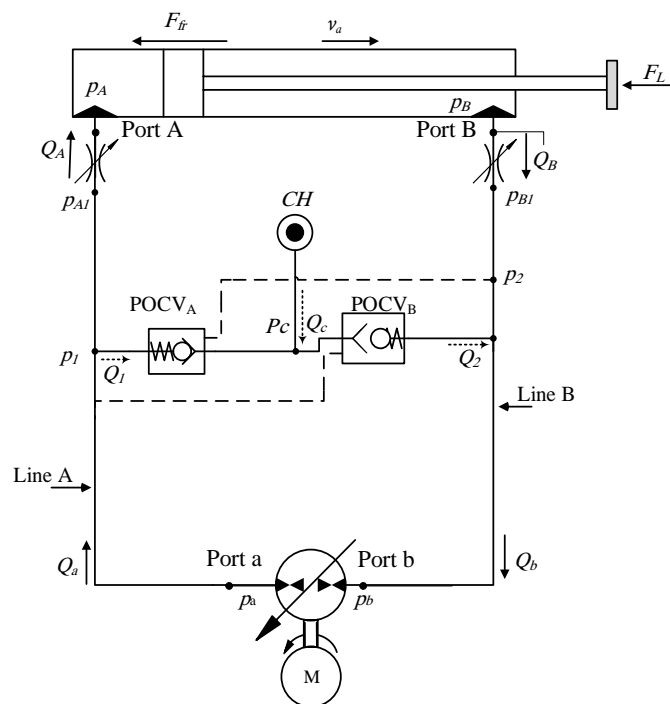 F_fr
v_a
F_L
p_A
p_B
Port A
Port B
Q_A
Q_B
p_A1
p_B1
CH
p_2
POCV_A
POCV_B
Pc
Q_c
p_1
Q_1
Q_2
Line B
Line A
Port a
Port b
Q_a
Q_b
p_a
p_b
M